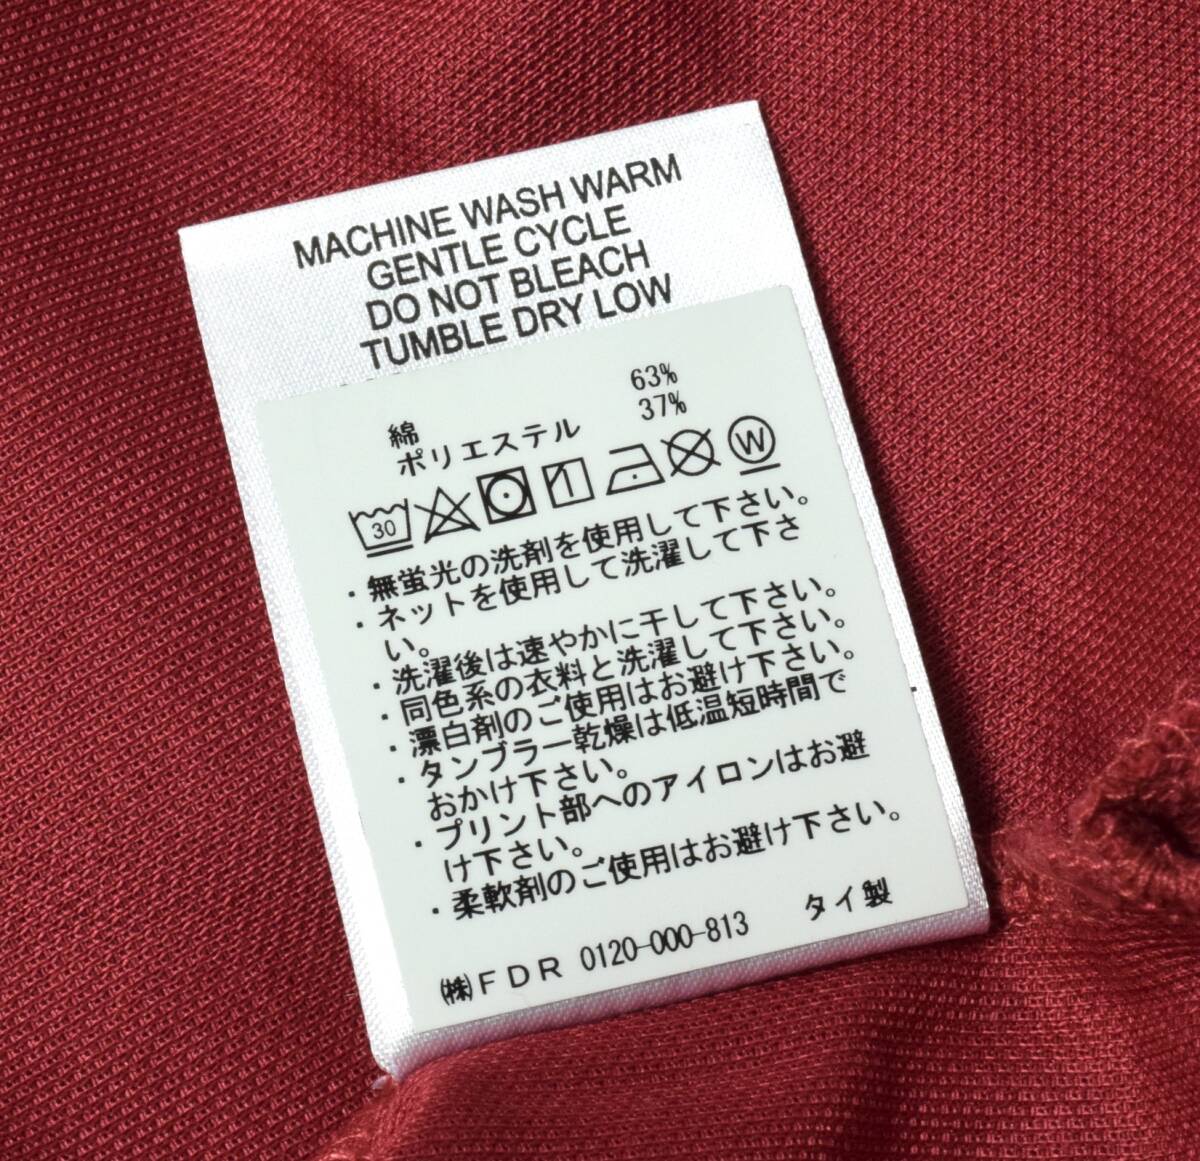 MACHINE WASH WARM
GENTLE CYCLE
DO NOT BLEACH
TUMBLE DRY LOW
綿 63%
ポリエステル 37%
30 W
・無蛍光の洗剤を使用して下さい。
・ネットを使用して洗濯して下さ
い。
・洗濯後は速やかに干して下さい。
・同色系の衣料と洗濯して下さい。
・漂白剤のご使用はお避け下さい。
・タンブラー乾燥は低温短時間で
おかけ下さい。
・プリント部へのアイロンはお避
け下さい。
・柔軟剤のご使用はお避け下さい。
㈱ＦＤＲ 0120-000-813 タイ製